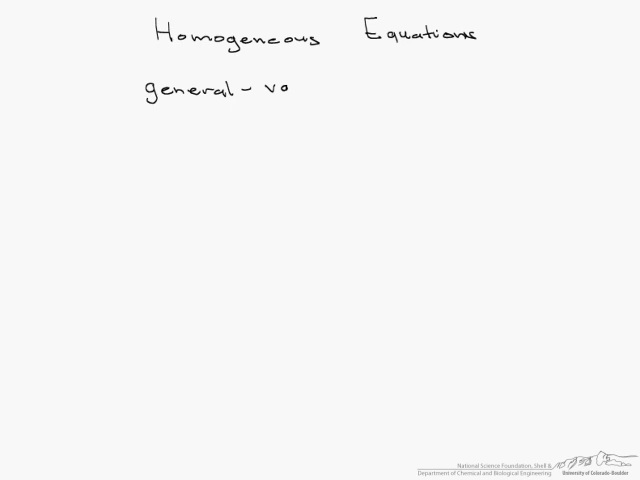 Homogeneous Equations
general - vo
National Science Foundation, Shell &
Department of Chemical and Biological Engineering
University of Colorado-Boulder